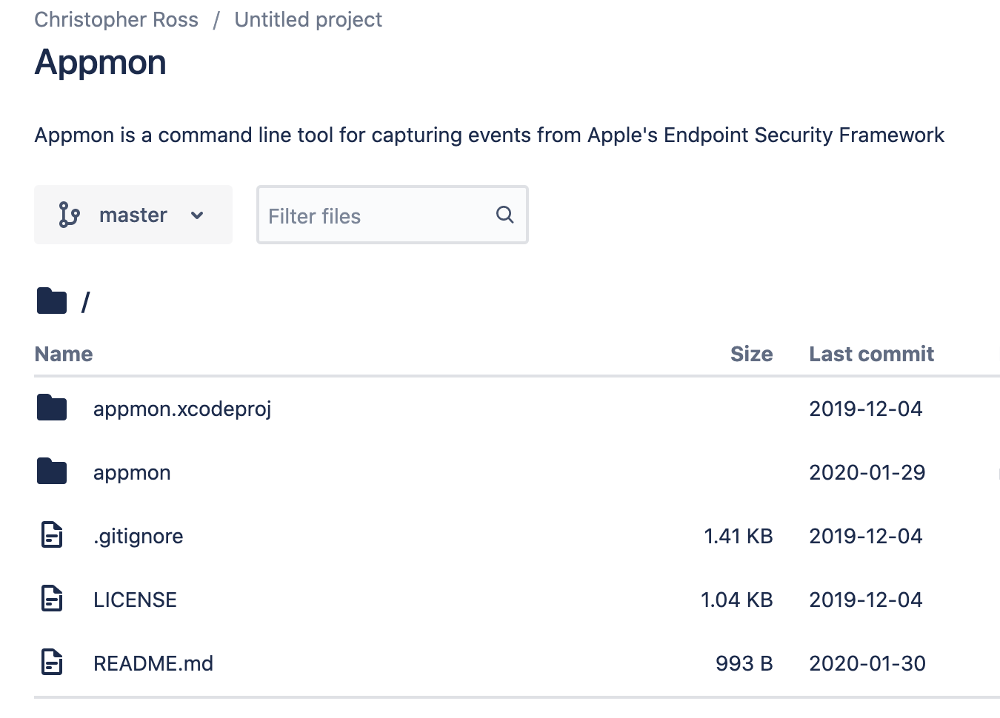 Christopher Ross / Untitled project
Appmon
Appmon is a command line tool for capturing events from Apple's Endpoint Security Framework
master
Filter files
/
Name Size Last commit
appmon.xcodeproj 2019-12-04
appmon 2020-01-29
.gitignore 1.41 KB 2019-12-04
LICENSE 1.04 KB 2019-12-04
README.md 993 B 2020-01-30